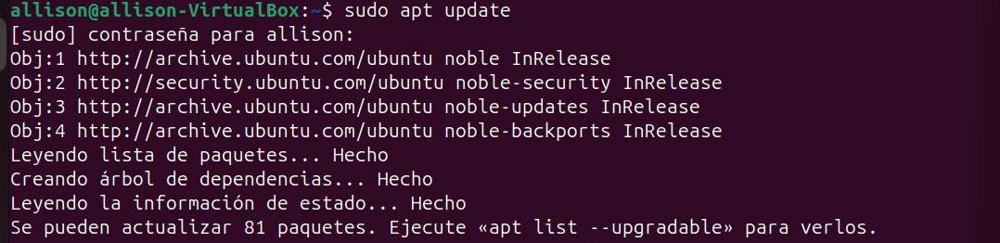 allison@allison-VirtualBox:~$ sudo apt update
[sudo] contraseña para allison:
Obj:1 http://archive.ubuntu.com/ubuntu noble InRelease
Obj:2 http://security.ubuntu.com/ubuntu noble-security InRelease
Obj:3 http://archive.ubuntu.com/ubuntu noble-updates InRelease
Obj:4 http://archive.ubuntu.com/ubuntu noble-backports InRelease
Leyendo lista de paquetes... Hecho
Creando árbol de dependencias... Hecho
Leyendo la información de estado... Hecho
Se pueden actualizar 81 paquetes. Ejecute «apt list --upgradable» para verlos.